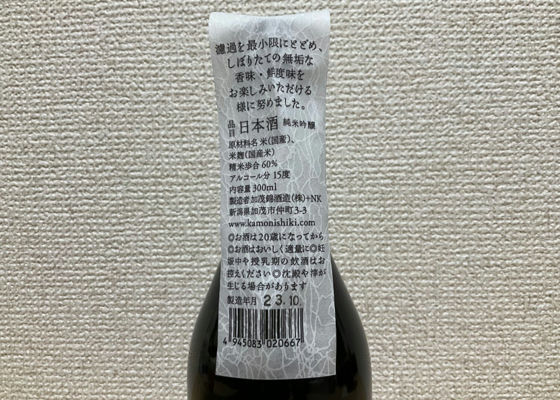 濾過を最小限にとどめ、
しぼりたての無垢な
香味・鮮度味を
お楽しみいただける
様に努めました。
品目 日本酒 純米吟醸
原材料名 米(国産)、
米麹(国産米)
精米歩合 60%
アルコール分 15度
内容量 300ml
製造者 加茂錦酒造(株)+NK
新潟県加茂市仲町3-3
www.kamonishiki.com
◎お酒は20歳になってから
◎お酒はおいしく適量に◎妊
娠中や授乳期の飲酒はお
控えください◎沈殿や滓が
生じる場合があります
製造年月 23.10
4 945083 020667